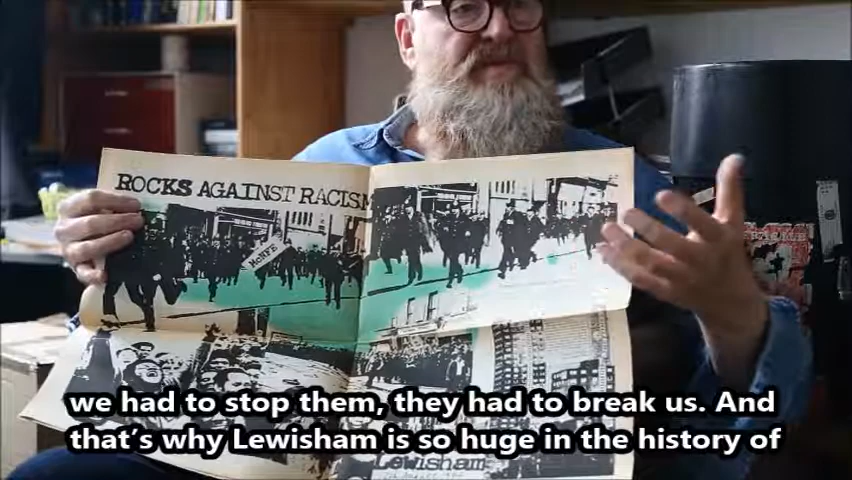 ROCKS AGAINST RACISM
Lewisham
we had to stop them, they had to break us. And
that's why Lewisham is so huge in the history of